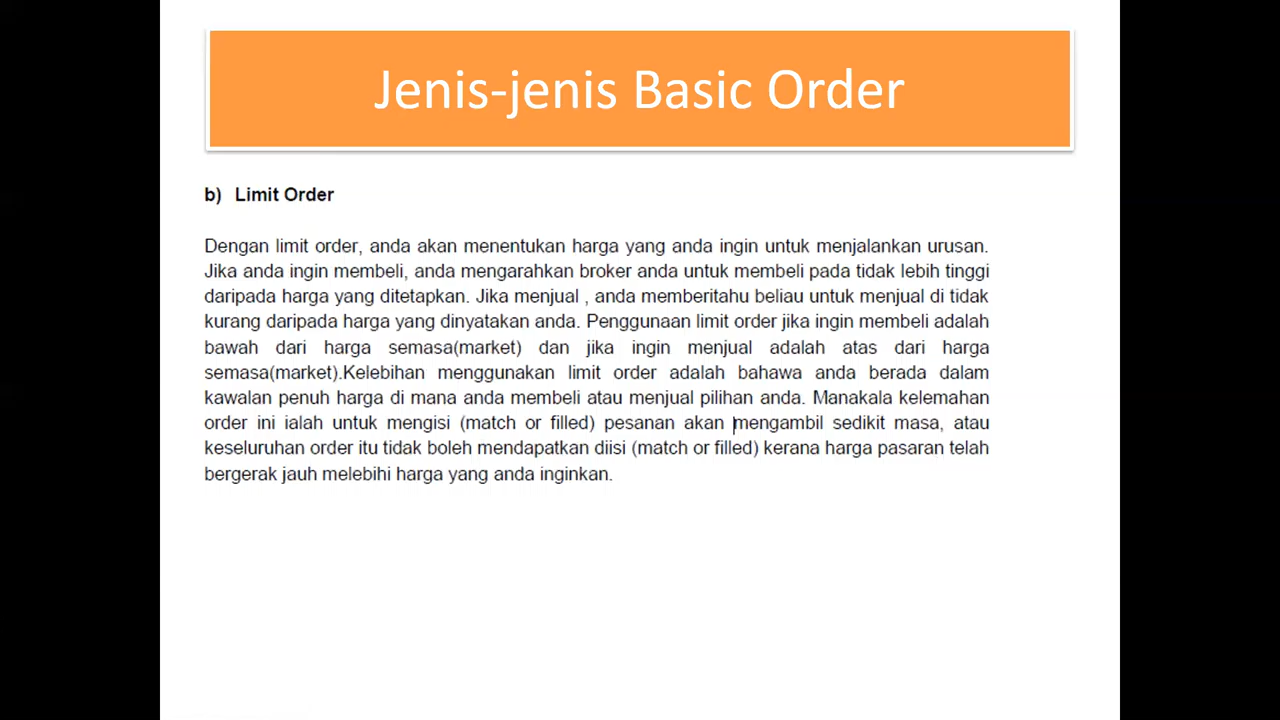 Jenis-jenis Basic Order
b) Limit Order
Dengan limit order, anda akan menentukan harga yang anda ingin untuk menjalankan urusan.
Jika anda ingin membeli, anda mengarahkan broker anda untuk membeli pada tidak lebih tinggi
daripada harga yang ditetapkan. Jika menjual , anda memberitahu beliau untuk menjual di tidak
kurang daripada harga yang dinyatakan anda. Penggunaan limit order jika ingin membeli adalah
bawah dari harga semasa(market) dan jika ingin menjual adalah atas dari harga
semasa(market).Kelebihan menggunakan limit order adalah bahawa anda berada dalam
kawalan penuh harga di mana anda membeli atau menjual pilihan anda. Manakala kelemahan
order ini ialah untuk mengisi (match or filled) pesanan akan mengambil sedikit masa, atau
keseluruhan order itu tidak boleh mendapatkan diisi (match or filled) kerana harga pasaran telah
bergerak jauh melebihi harga yang anda inginkan.